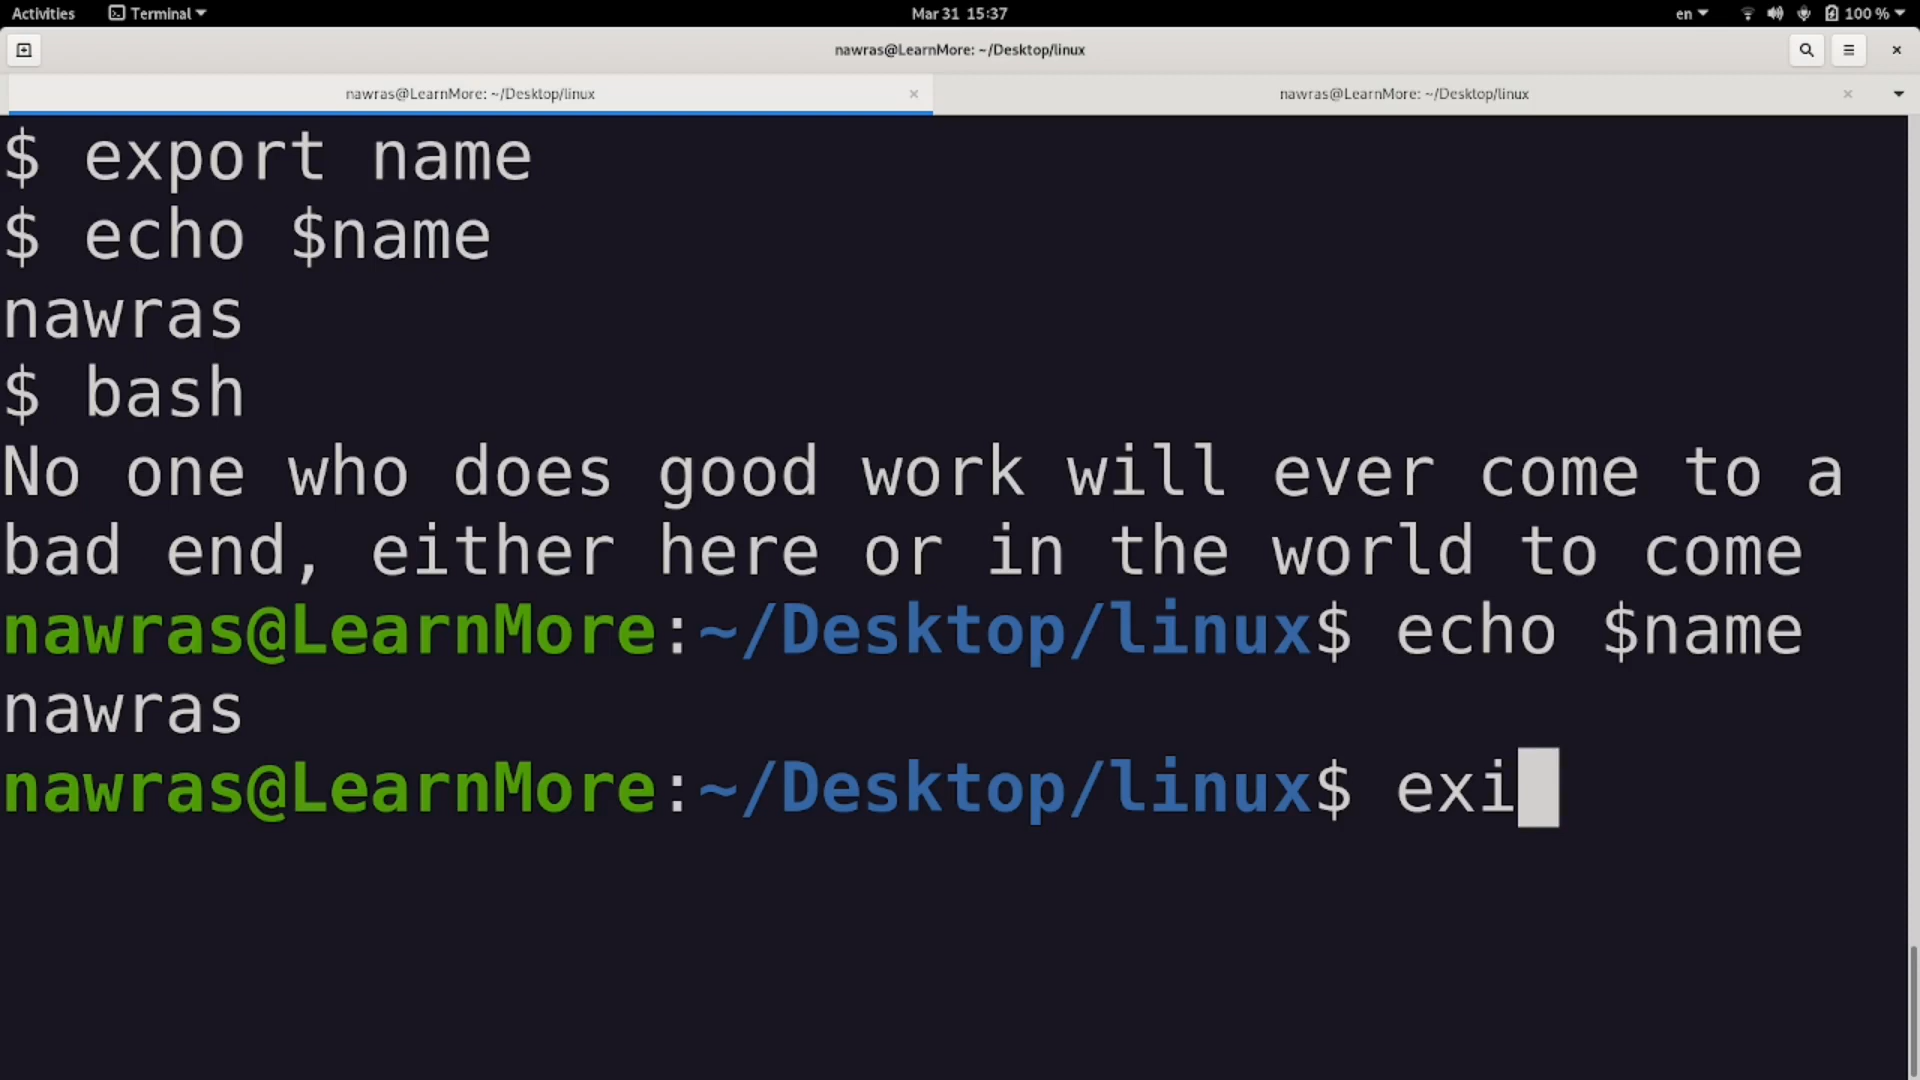 Activities Terminal Mar 31 15:37 en 100 %
nawras@LearnMore: ~/Desktop/linux
nawras@LearnMore: ~/Desktop/linux nawras@LearnMore: ~/Desktop/linux
$ export name
$ echo $name
nawras
$ bash
No one who does good work will ever come to a
bad end, either here or in the world to come
nawras@LearnMore:~/Desktop/linux$ echo $name
nawras
nawras@LearnMore:~/Desktop/linux$ exi